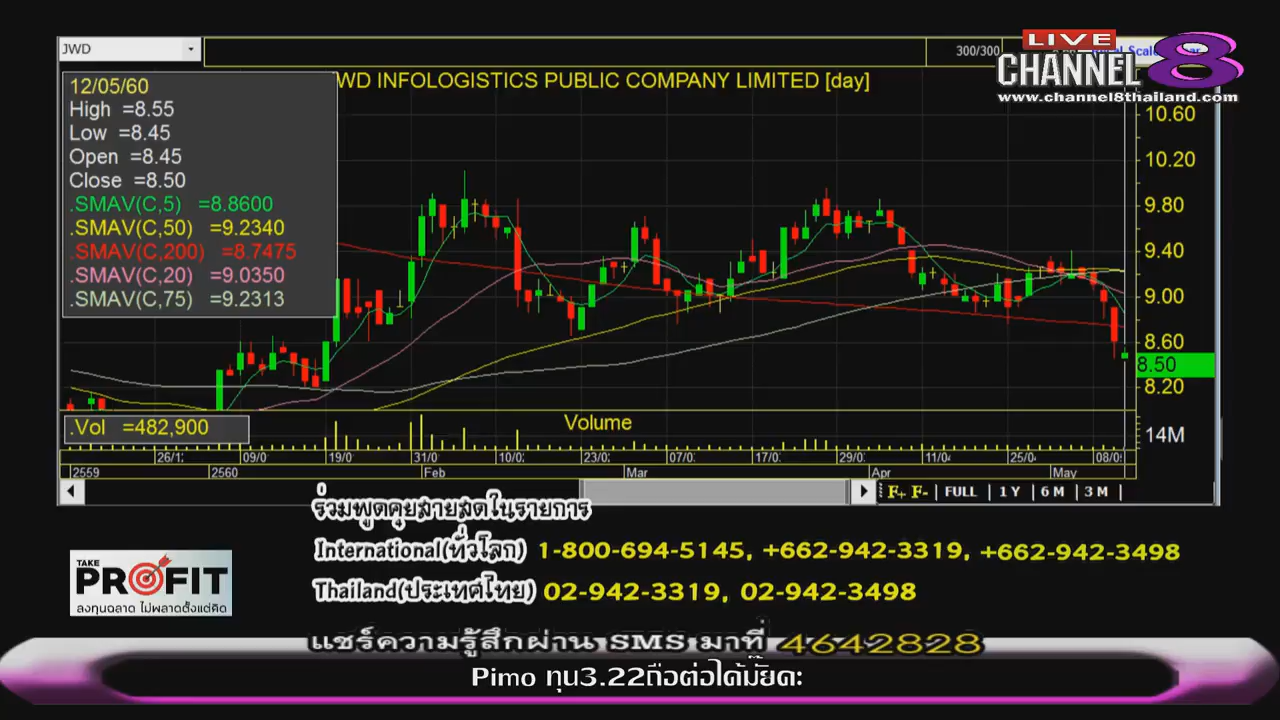 JWD
300/300
LIVE
CHANNEL 8
www.channel8thailand.com
WD INFOLOGISTICS PUBLIC COMPANY LIMITED [day]
12/05/60
High =8.55
Low =8.45
Open =8.45
Close =8.50
.SMAV(C,5) =8.8600
.SMAV(C,50) =9.2340
.SMAV(C,200) =8.7475
.SMAV(C,20) =9.0350
.SMAV(C,75) =9.2313
10.60
10.20
9.80
9.40
9.00
8.60
8.50
8.20
.Vol =482,900
Volume
14M
26/1: 09/0 19/0 31/0 10/0: 23/0: 07/0: 17/0: 29/0: 11/04 25/04 08/05
2559 2560 Feb Mar Apr May
F+ F- FULL 1 Y 6 M 3 M
0
ร่วมพูดคุยสายสดในรายการ
International(ทั่วโลก) 1-800-694-5145, +662-942-3319, +662-942-3498
Thailand(ประเทศไทย) 02-942-3319, 02-942-3498
TAKE
PROFIT
ลงทุนฉลาด ไม่พลาดตั้งแต่คิด
แชร์ความรู้สึกผ่าน SMS มาที่ 4642828
Pimo ทุน3.22ถือต่อได้มั๊ยคะ